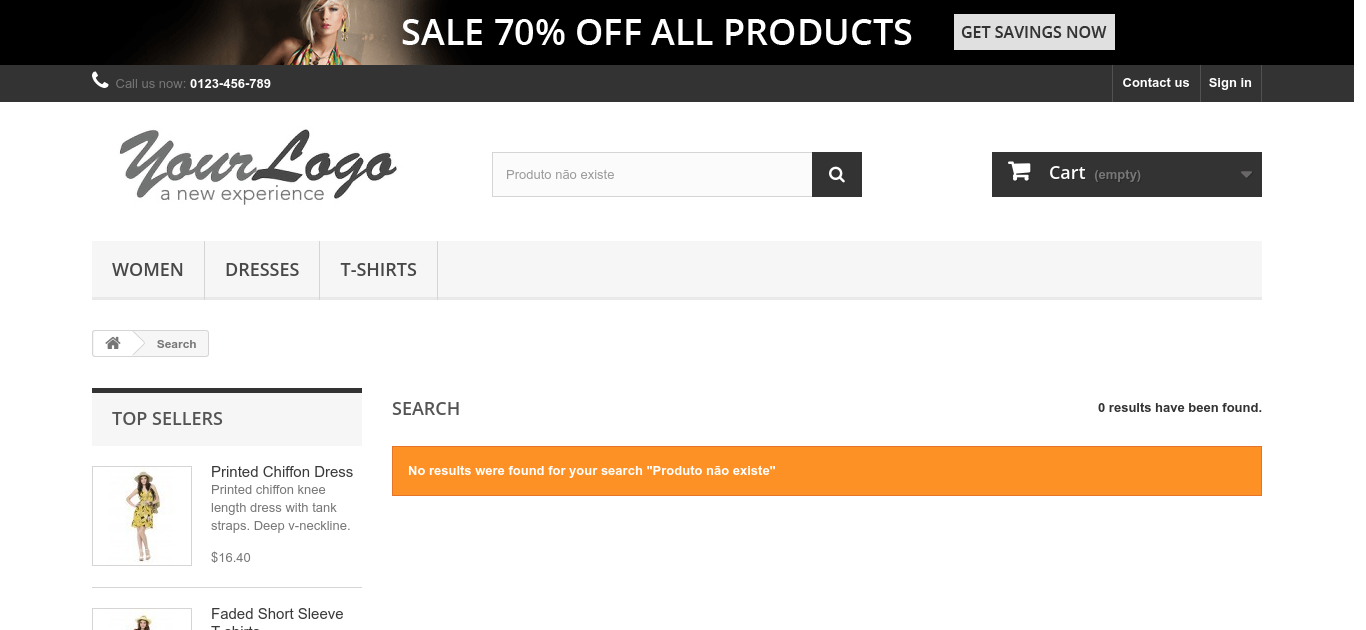 SALE 70% OFF ALL PRODUCTS
GET SAVINGS NOW
Call us now: 0123-456-789
Contact us
Sign in
YourLogo
a new experience
Produto não existe
Cart (empty)
WOMEN
DRESSES
T-SHIRTS
Search
TOP SELLERS
SEARCH
0 results have been found.
No results were found for your search "Produto não existe"
Printed Chiffon Dress
Printed chiffon knee
length dress with tank
straps. Deep v-neckline.
$16.40
Faded Short Sleeve
T-shirts